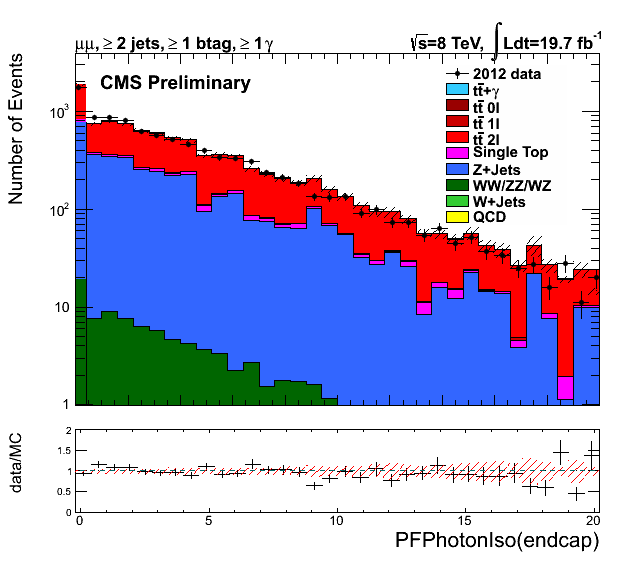 μμ, ≥ 2 jets, ≥ 1 btag, ≥ 1 γ
√s=8 TeV, ∫ Ldt=19.7 fb⁻¹
CMS Preliminary
2012 data
tt̄+γ
tt̄ 0l
tt̄ 1l
tt̄ 2l
Single Top
Z+Jets
WW/ZZ/WZ
W+Jets
QCD
Number of Events
10³
10²
10
1
data/MC
2
1.5
1
0.5
0
0 5 10 15 20
PFPhotonIso(endcap)